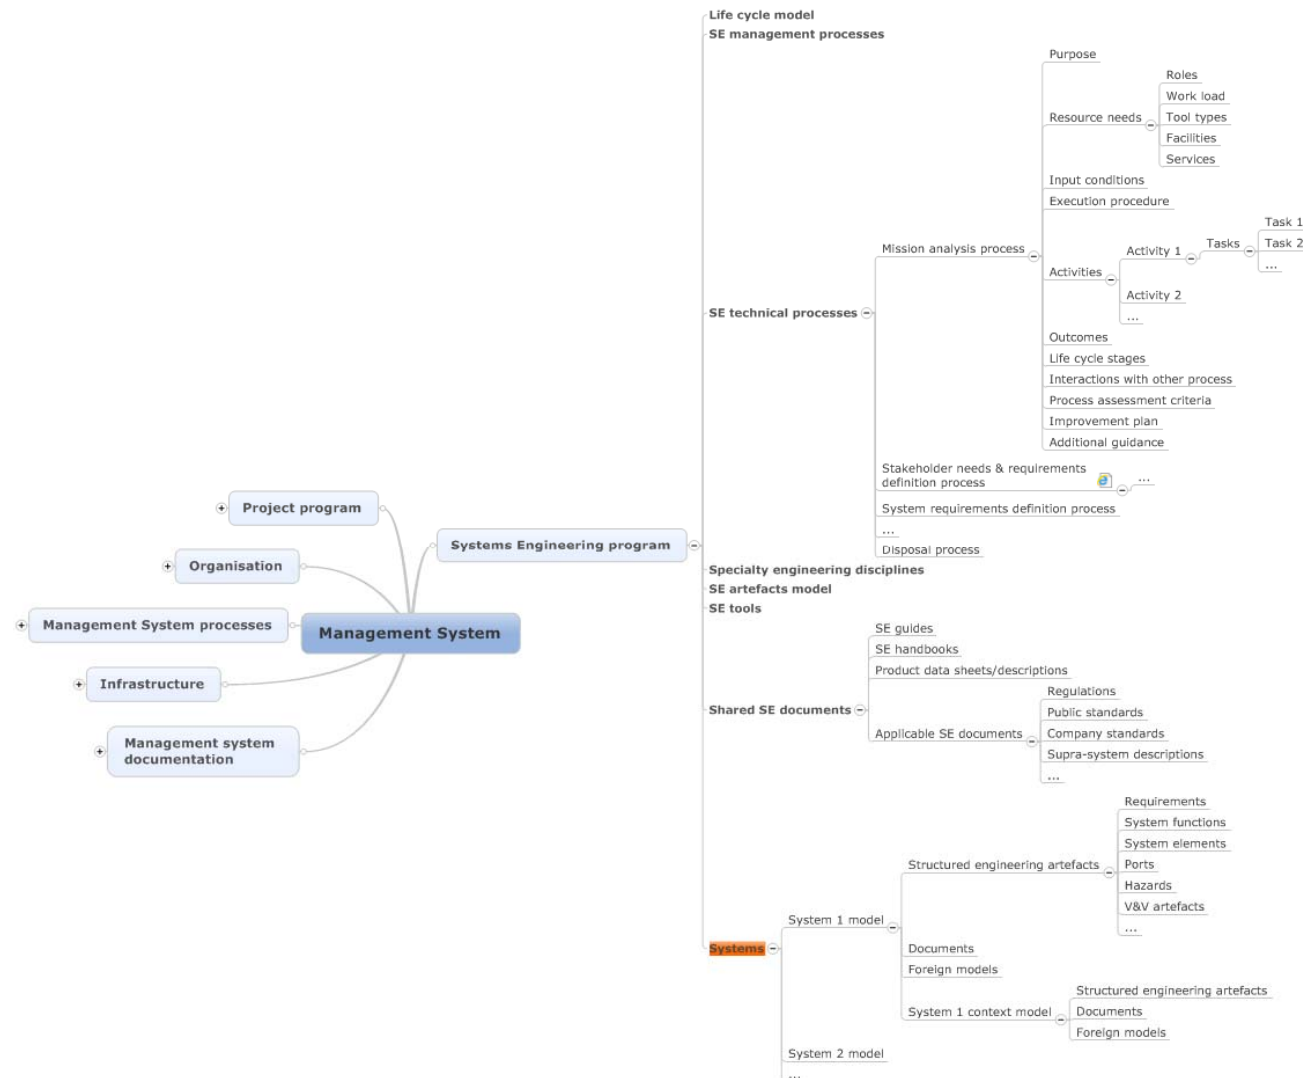 Life cycle model
SE management processes
Purpose
Roles
Work load
Resource needs
Tool types
Facilities
Services
Input conditions
Execution procedure
Task 1
Mission analysis process
Activity 1
Tasks
Task 2
...
Activities
Activity 2
...
SE technical processes
Outcomes
Life cycle stages
Interactions with other process
Process assessment criteria
Improvement plan
Additional guidance
Stakeholder needs & requirements
definition process
...
System requirements definition process
...
Disposal process
Project program
Systems Engineering program
Organisation
Management System processes
Management System
Infrastructure
Management system
documentation
Specialty engineering disciplines
SE artefacts model
SE tools
SE guides
SE handbooks
Product data sheets/descriptions
Shared SE documents
Applicable SE documents
Regulations
Public standards
Company standards
Supra-system descriptions
...
Requirements
System functions
System elements
Structured engineering artefacts
Ports
Hazards
V&V artefacts
...
System 1 model
Systems
Documents
Foreign models
System 1 context model
Structured engineering artefacts
Documents
Foreign models
System 2 model
...